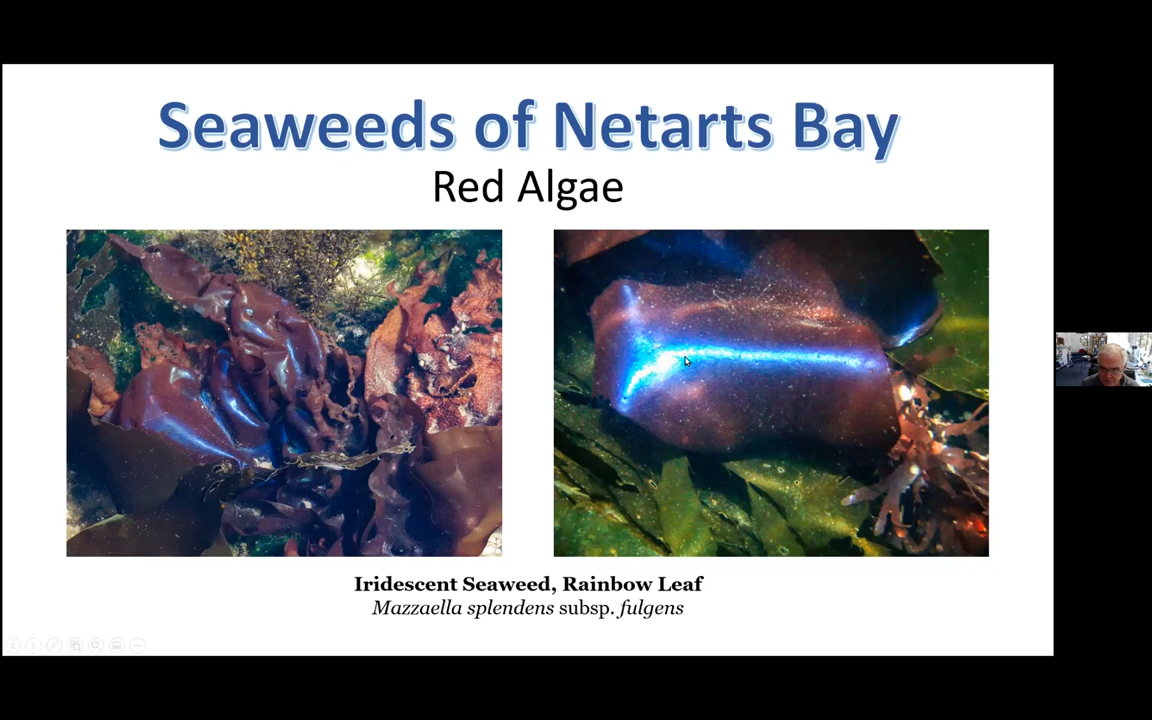 Seaweeds of Netarts Bay
Red Algae
Iridescent Seaweed, Rainbow Leaf
Mazzaella splendens subsp. fulgens